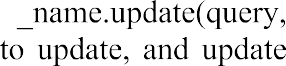 _name.update(query,
to update, and update